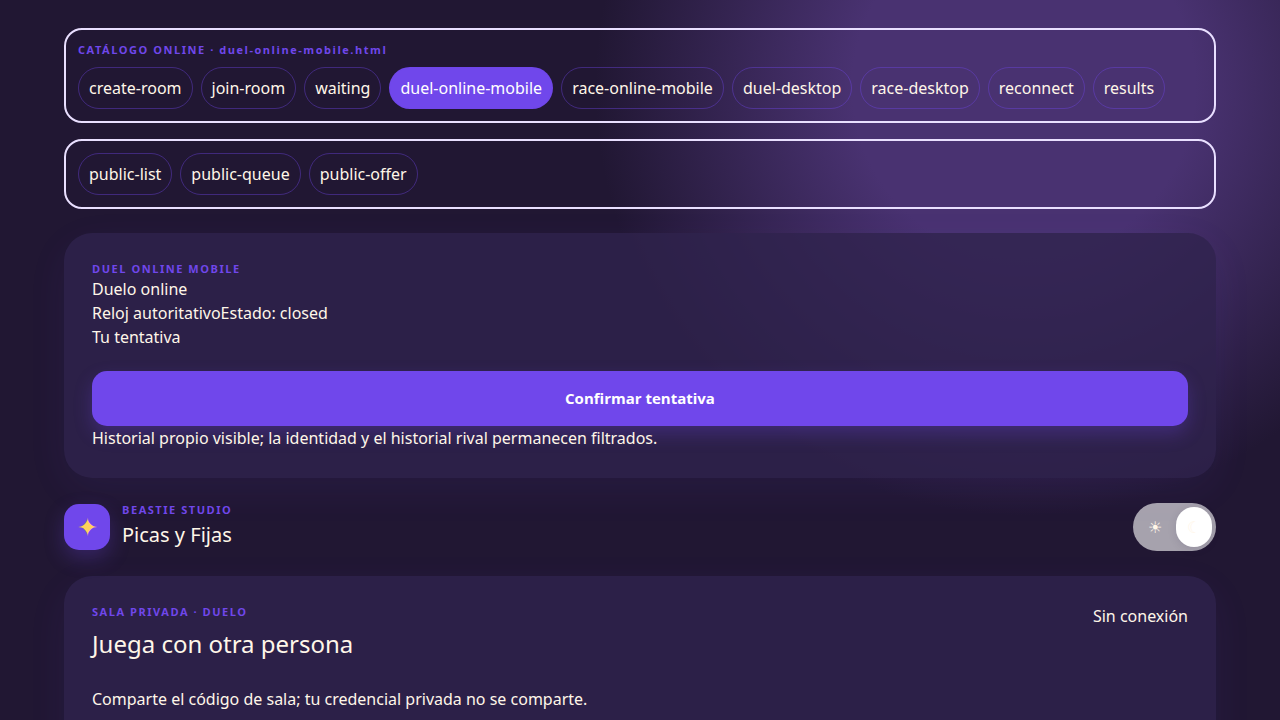 CATÁLOGO ONLINE · duel-online-mobile.html
create-room join-room waiting duel-online-mobile race-online-mobile duel-desktop race-desktop reconnect results
public-list public-queue public-offer
DUEL ONLINE MOBILE
Duelo online
Reloj autoritativoEstado: closed
Tu tentativa
Confirmar tentativa
Historial propio visible; la identidad y el historial rival permanecen filtrados.
BEASTIE STUDIO
Picas y Fijas
SALA PRIVADA · DUELO
Sin conexión
Juega con otra persona
Comparte el código de sala; tu credencial privada no se comparte.